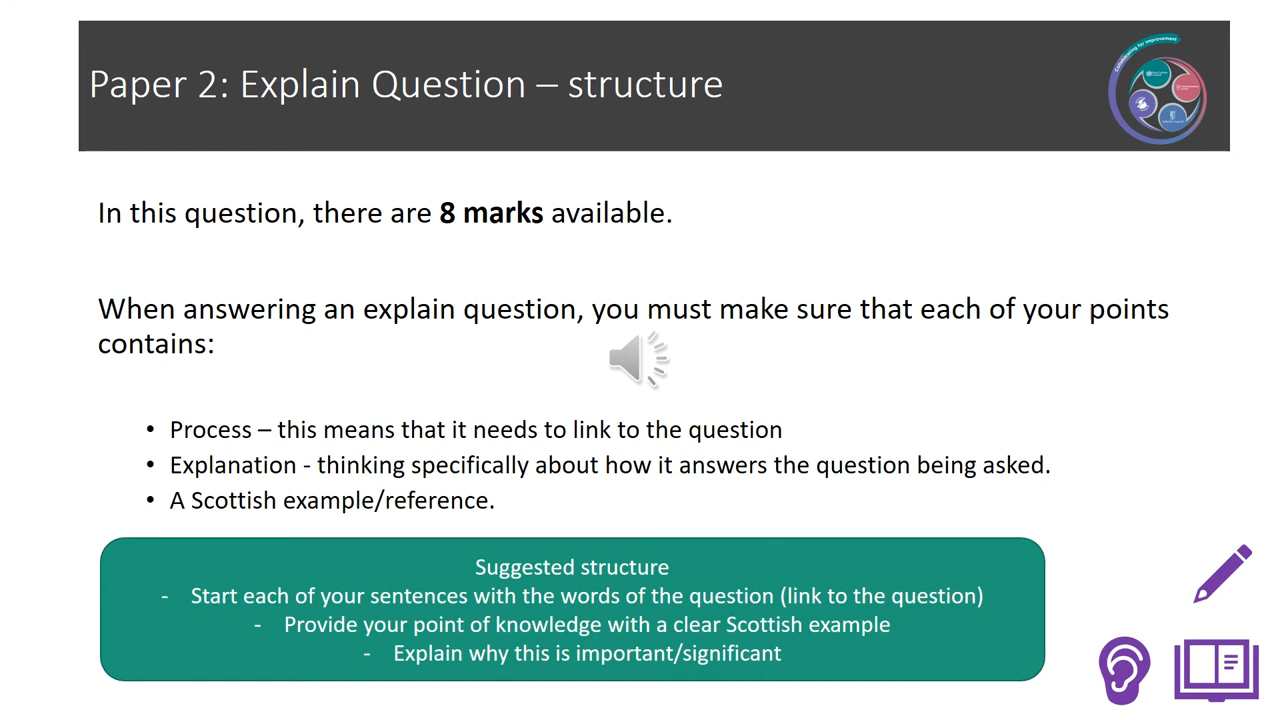 Paper 2: Explain Question – structure
Collaborating for improvement
In this question, there are 8 marks available.
When answering an explain question, you must make sure that each of your points
contains:
• Process – this means that it needs to link to the question
• Explanation - thinking specifically about how it answers the question being asked.
• A Scottish example/reference.
Suggested structure
- Start each of your sentences with the words of the question (link to the question)
- Provide your point of knowledge with a clear Scottish example
- Explain why this is important/significant